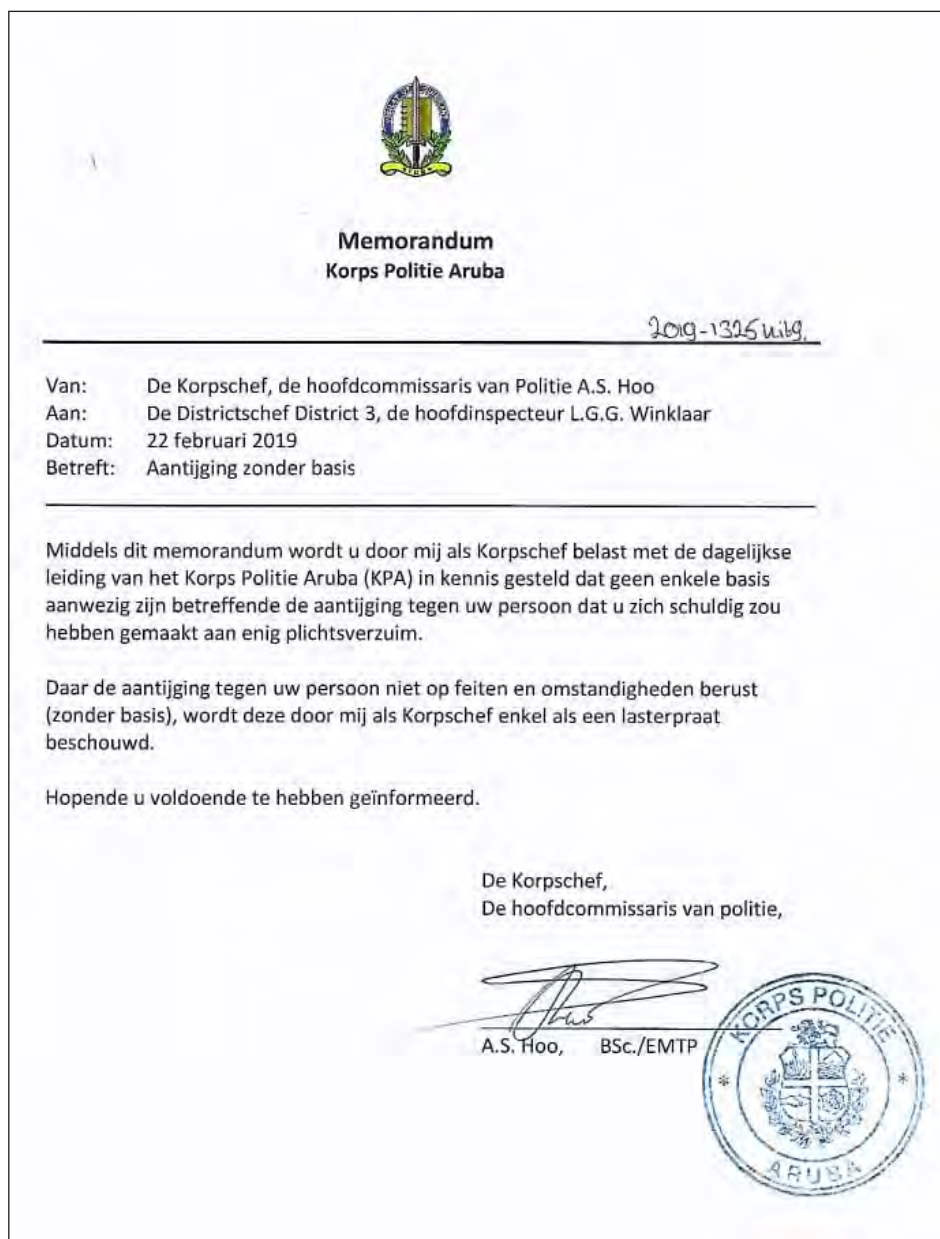 Memorandum
Korps Politie Aruba
2019-1325 uitg.
Van: De Korpschef, de hoofdcommissaris van Politie A.S. Hoo
Aan: De Districtschef District 3, de hoofdinspecteur L.G.G. Winklaar
Datum: 22 februari 2019
Betreft: Aantijging zonder basis
Middels dit memorandum wordt u door mij als Korpschef belast met de dagelijkse
leiding van het Korps Politie Aruba (KPA) in kennis gesteld dat geen enkele basis
aanwezig zijn betreffende de aantijging tegen uw persoon dat u zich schuldig zou
hebben gemaakt aan enig plichtsverzuim.
Daar de aantijging tegen uw persoon niet op feiten en omstandigheden berust
(zonder basis), wordt deze door mij als Korpschef enkel als een lasterpraat
beschouwd.
Hopende u voldoende te hebben geïnformeerd.
De Korpschef,
De hoofdcommissaris van politie,
A.S. Hoo, BSc./EMTP
KORPS POLITIE
* *
ARUBA